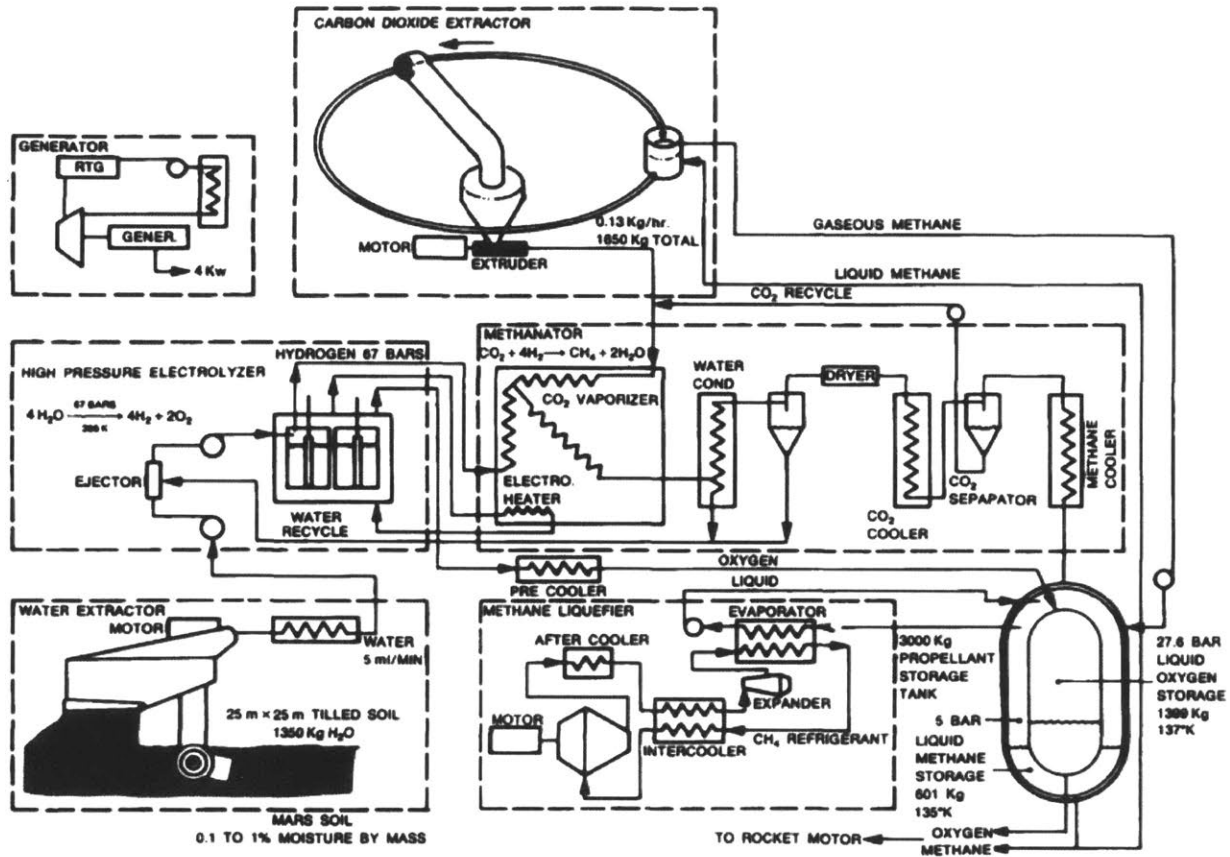 CARBON DIOXIDE EXTRACTOR
0.13 Kg/hr.
1650 Kg TOTAL
MOTOR
EXTRUDER
GENERATOR
RTG
GENER.
4 Kw
GASEOUS METHANE
LIQUID METHANE
CO₂ RECYCLE
HIGH PRESSURE ELECTROLYZER
HYDROGEN 67 BARS
67 BARS
4 H₂O → 4H₂ + 2O₂
EJECTOR
WATER
RECYCLE
METHANATOR
CO₂ + 4H₂ → CH₄ + 2H₂O
CO₂ VAPORIZER
ELECTRO.
HEATER
WATER
COND
DRYER
CO₂
COOLER
CO₂
SEPAPATOR
METHANE
COOLER
OXYGEN
PRE COOLER
LIQUID
WATER EXTRACTOR
MOTOR
WATER
5 ml/MIN
25 m × 25 m TILLED SOIL
1350 Kg H₂O
MARS SOIL
0.1 TO 1% MOISTURE BY MASS
METHANE LIQUEFIER
EVAPORATOR
AFTER COOLER
MOTOR
EXPANDER
INTERCOOLER
CH₄ REFRIGERANT
3000 Kg
PROPELLANT
STORAGE
TANK
5 BAR
LIQUID
METHANE
STORAGE
601 Kg
135°K
27.6 BAR
LIQUID
OXYGEN
STORAGE
1399 Kg
137°K
TO ROCKET MOTOR
OXYGEN
METHANE